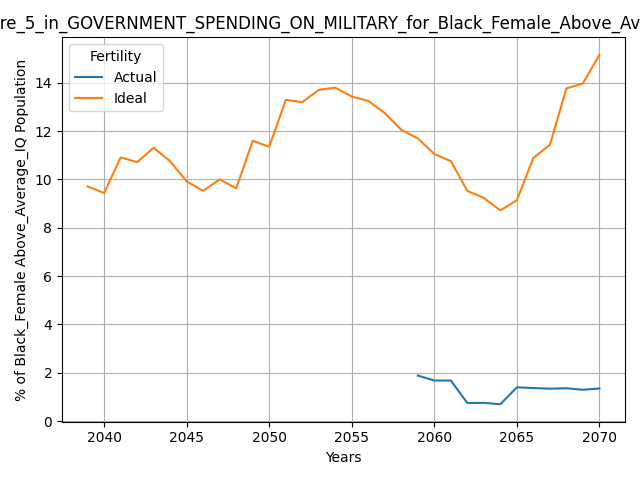 re_5_in_GOVERNMENT_SPENDING_ON_MILITARY_for_Black_Female_Above_Av
Fertility
Actual
Ideal
% of Black_Female Above_Average_IQ Population
14
12
10
8
6
4
2
0
2040 2045 2050 2055 2060 2065 2070
Years